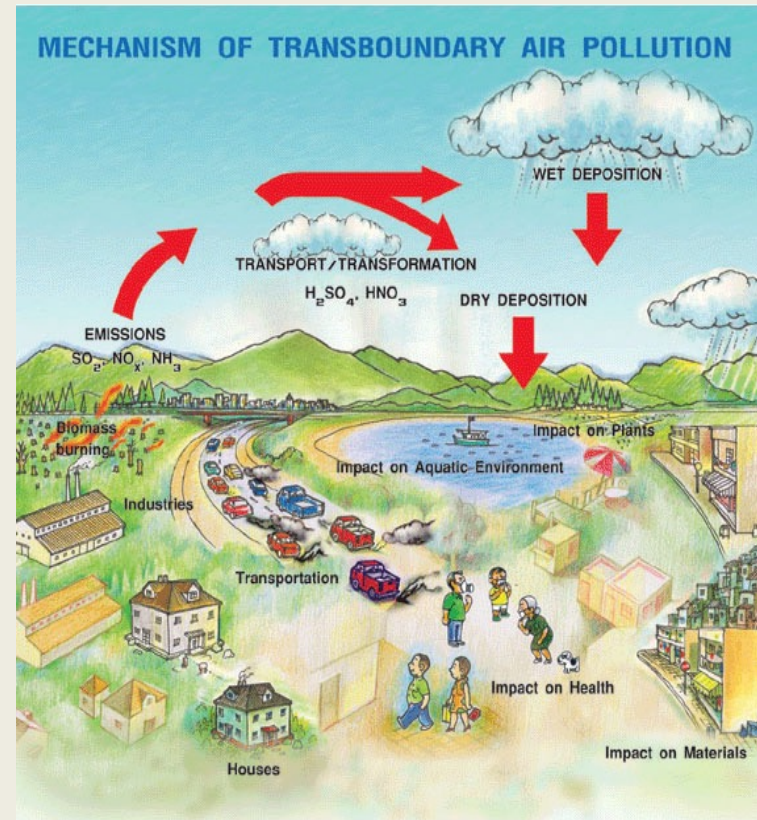 MECHANISM OF TRANSBOUNDARY AIR POLLUTION
WET DEPOSITION
TRANSPORT/TRANSFORMATION
H₂SO₄, HNO₃
DRY DEPOSITION
EMISSIONS
SO₂, NOₓ, NH₃
Biomass
burning
Impact on Plants
Impact on Aquatic Environment
Industries
Transportation
Impact on Health
Impact on Materials
Houses